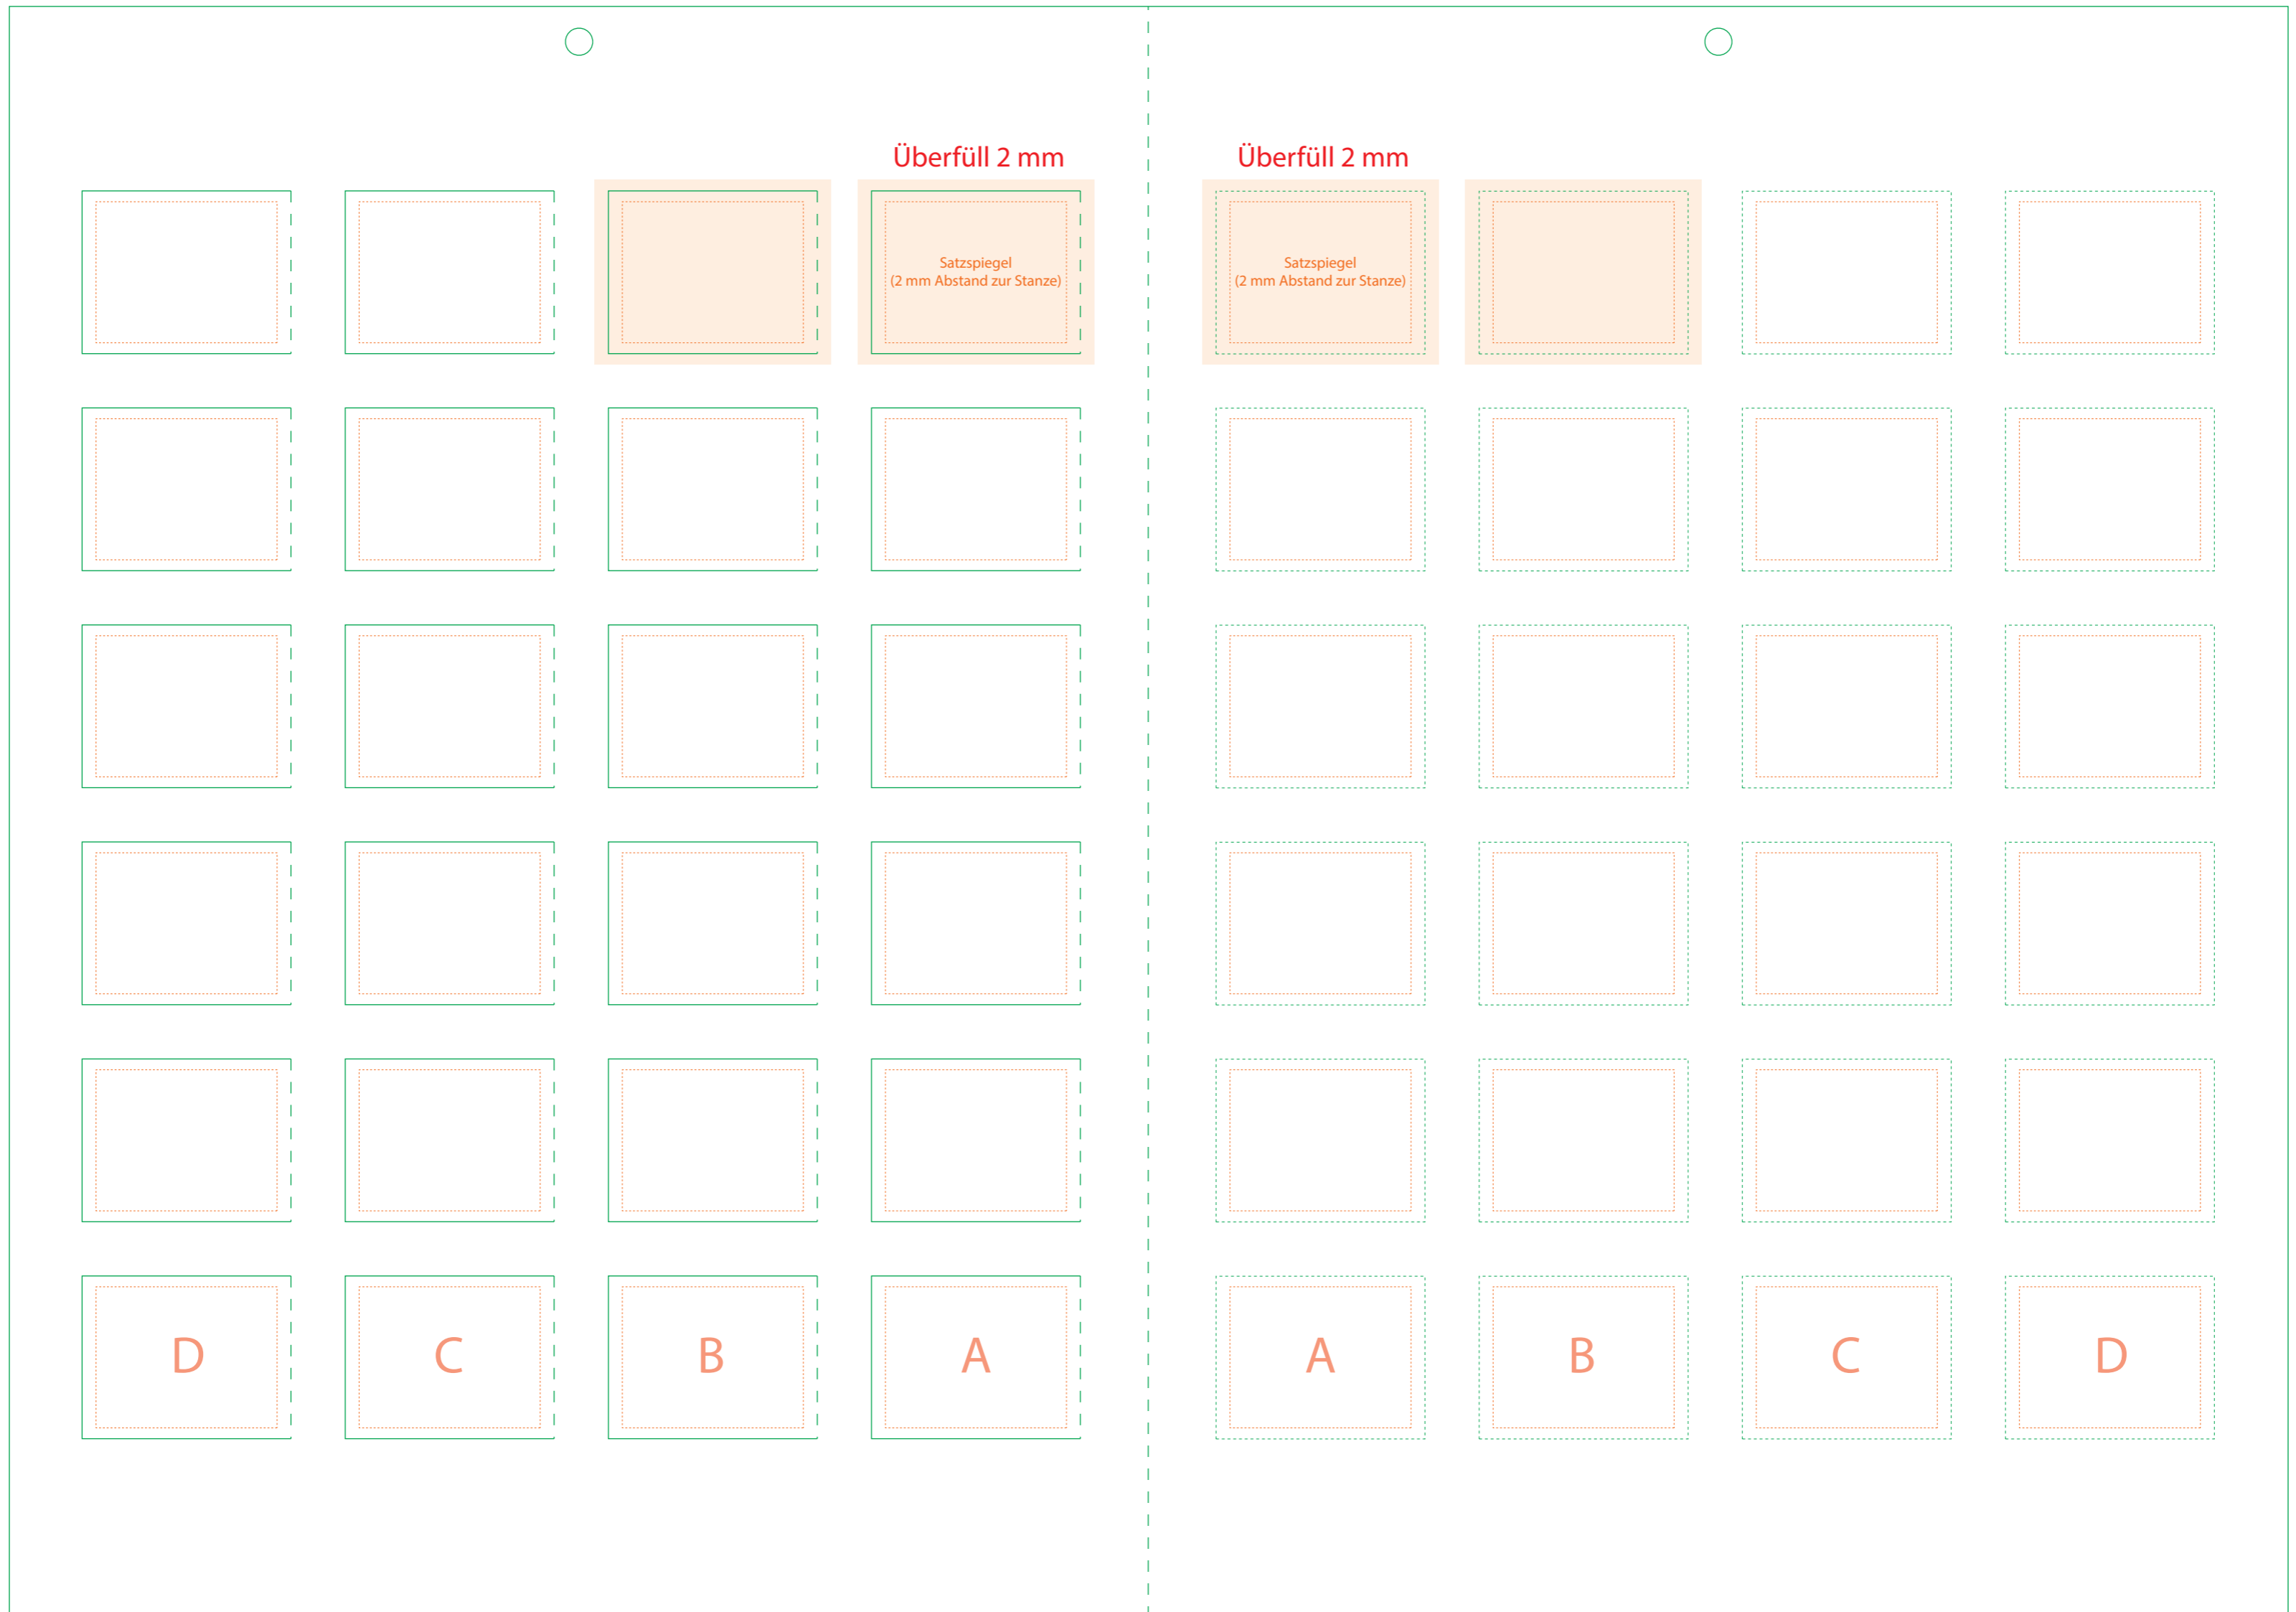 Überfüll 2 mm
Überfüll 2 mm
Satzspiegel
(2 mm Abstand zur Stanze)
Satzspiegel
(2 mm Abstand zur Stanze)
D C B A A B C D